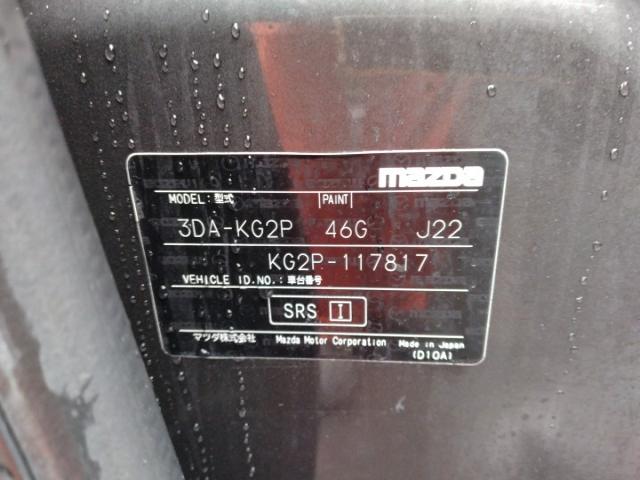 mazda
MODEL:型式 PAINT
3DA-KG2P 46G J22
KG2P-117817
VEHICLE ID.NO.:車台番号
SRS I
マツダ株式会社 Mazda Motor Corporation Made in Japan
(D10A)